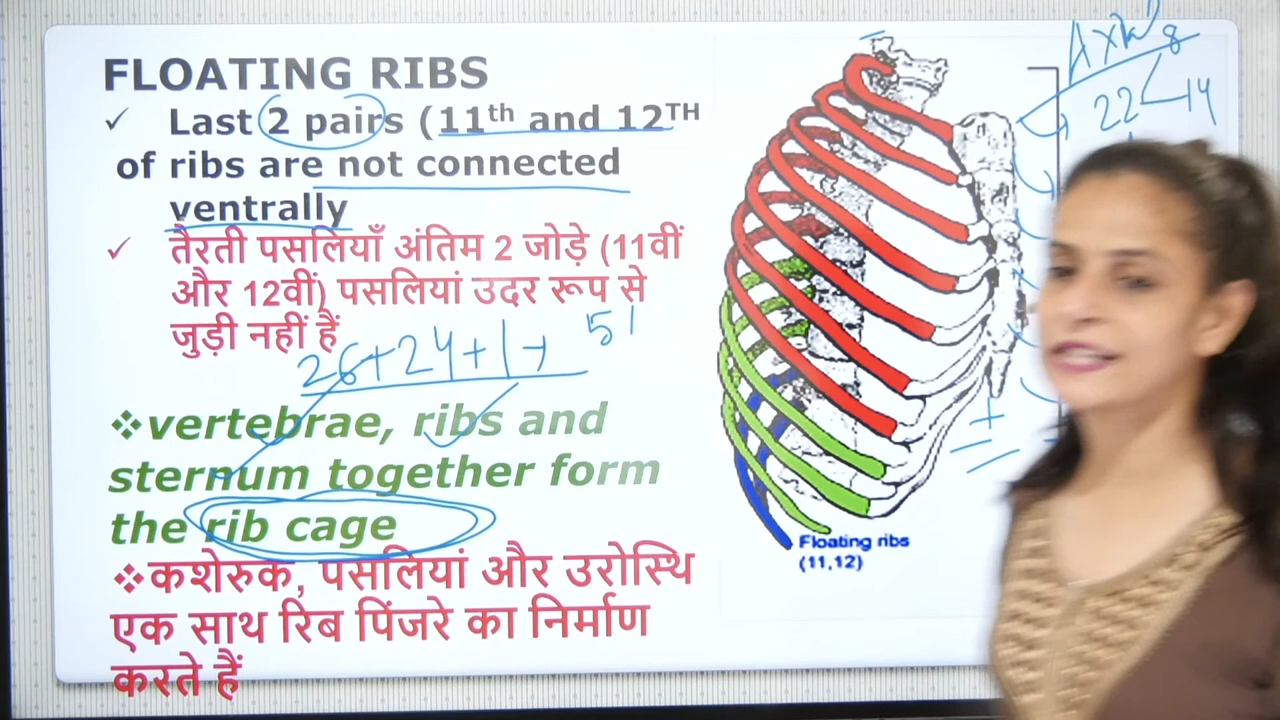 FLOATING RIBS
✓ Last 2 pairs (11th and 12TH
of ribs are not connected
ventrally
✓ तैरती पसलियाँ अंतिम 2 जोड़े (11वीं
और 12वीं) पसलियां उदर रूप से
जुड़ी नहीं हैं
26+24+1→ 51
❖vertebrae, ribs and
sternum together form
the rib cage
❖कशेरुक, पसलियां और उरोस्थि
एक साथ रिब पिंजरे का निर्माण
करते हैं
Floating ribs
(11,12)
8
22 14